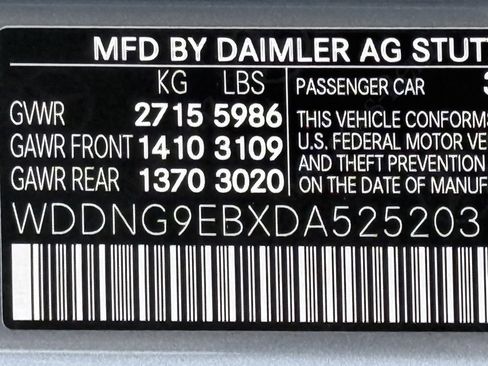 MFD BY DAIMLER AG STUT
KG LBS
GVWR 2715 5986
GAWR FRONT 1410 3109
GAWR REAR 1370 3020
PASSENGER CAR
THIS VEHICLE CONFORMS
U.S. FEDERAL MOTOR VE
AND THEFT PREVENTION
ON THE DATE OF MANUF
WDDNG9EBXDA525203